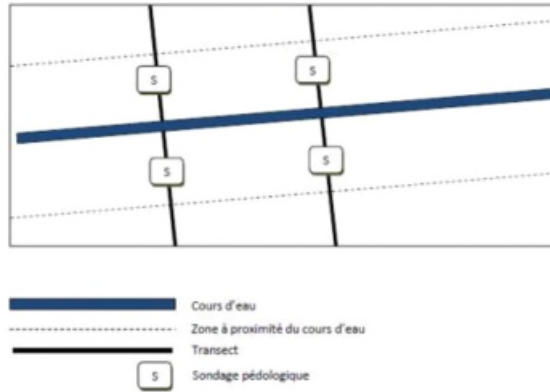 S
S
S
S
Cours d'eau
Zone à proximité du cours d'eau
Transect
S
Sondage pédologique